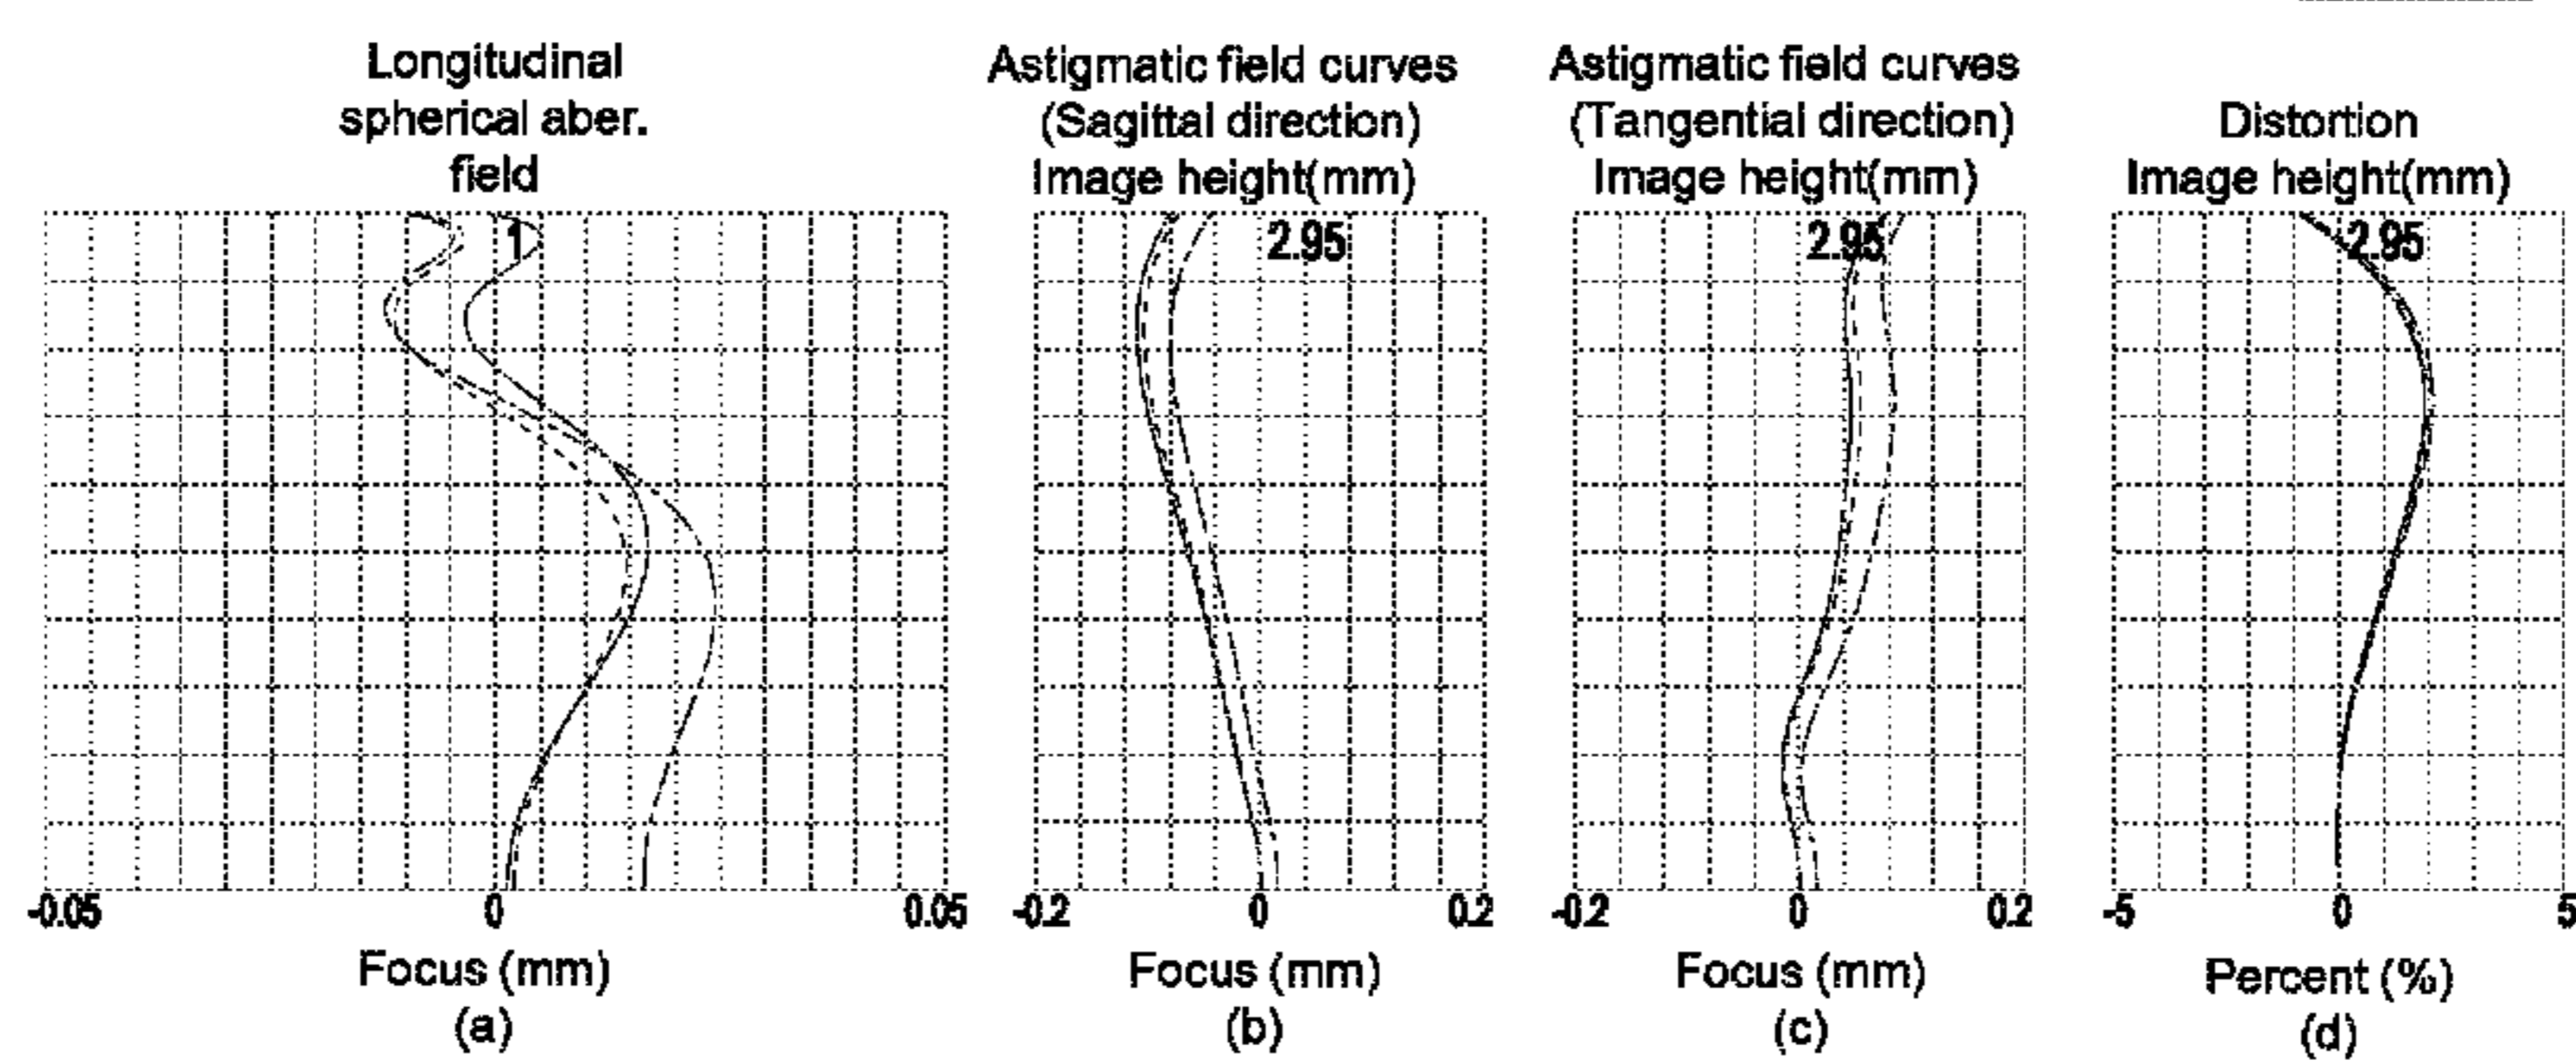 Longitudinal
spherical aber.
field
1
-0.05 0 0.05
Focus (mm)
(a)
Astigmatic field curves
(Sagittal direction)
Image height(mm)
2.95
-0.2 0 0.2
Focus (mm)
(b)
Astigmatic field curves
(Tangential direction)
Image height(mm)
2.95
-0.2 0 0.2
Focus (mm)
(c)
Distortion
Image height(mm)
2.95
-5 0 5
Percent (%)
(d)